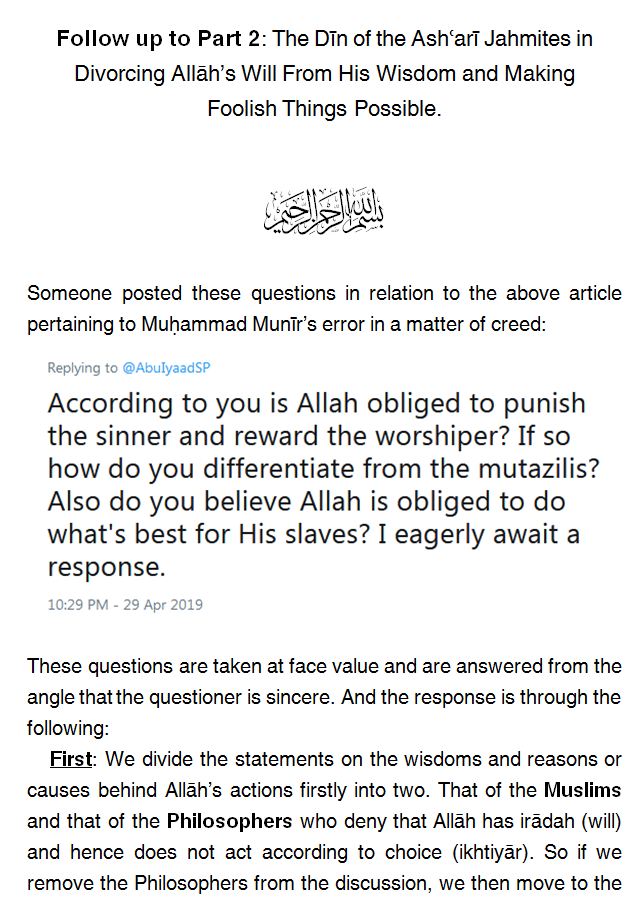 Follow up to Part 2: The Dīn of the Ashʿarī Jahmites in
Divorcing Allāh’s Will From His Wisdom and Making
Foolish Things Possible.
بسم الله الرحمن الرحيم
Someone posted these questions in relation to the above article
pertaining to Muḥammad Munīr’s error in a matter of creed:
Replying to @AbuIyaadSP
According to you is Allah obliged to punish
the sinner and reward the worshiper? If so
how do you differentiate from the mutazilis?
Also do you believe Allah is obliged to do
what's best for His slaves? I eagerly await a
response.
10:29 PM - 29 Apr 2019
These questions are taken at face value and are answered from the
angle that the questioner is sincere. And the response is through the
following:
First: We divide the statements on the wisdoms and reasons or
causes behind Allāh’s actions firstly into two. That of the Muslims
and that of the Philosophers who deny that Allāh has irādah (will)
and hence does not act according to choice (ikhtiyār). So if we
remove the Philosophers from the discussion, we then move to the